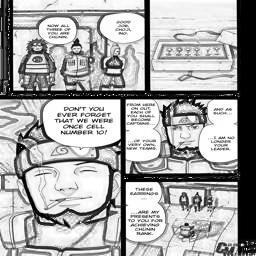 NOW ALL
THREE OF
YOU ARE
CHUNIN.
GOOD
JOB,
CHOJI,
INO.
DON'T YOU
EVER FORGET
THAT WE WERE
ONCE CELL
NUMBER 10!
FROM HERE
ON OUT,
EACH OF
YOU SHALL
BECOME
CAPTAINS...
...OF YOUR
VERY OWN,
NEW TEAMS.
AND AS
SUCH...
I AM NO
LONGER
YOUR
LEADER.
THESE
EARRINGS
ARE MY
PRESENTS
TO YOU FOR
ACHIEVING
CHUNIN
RANK.